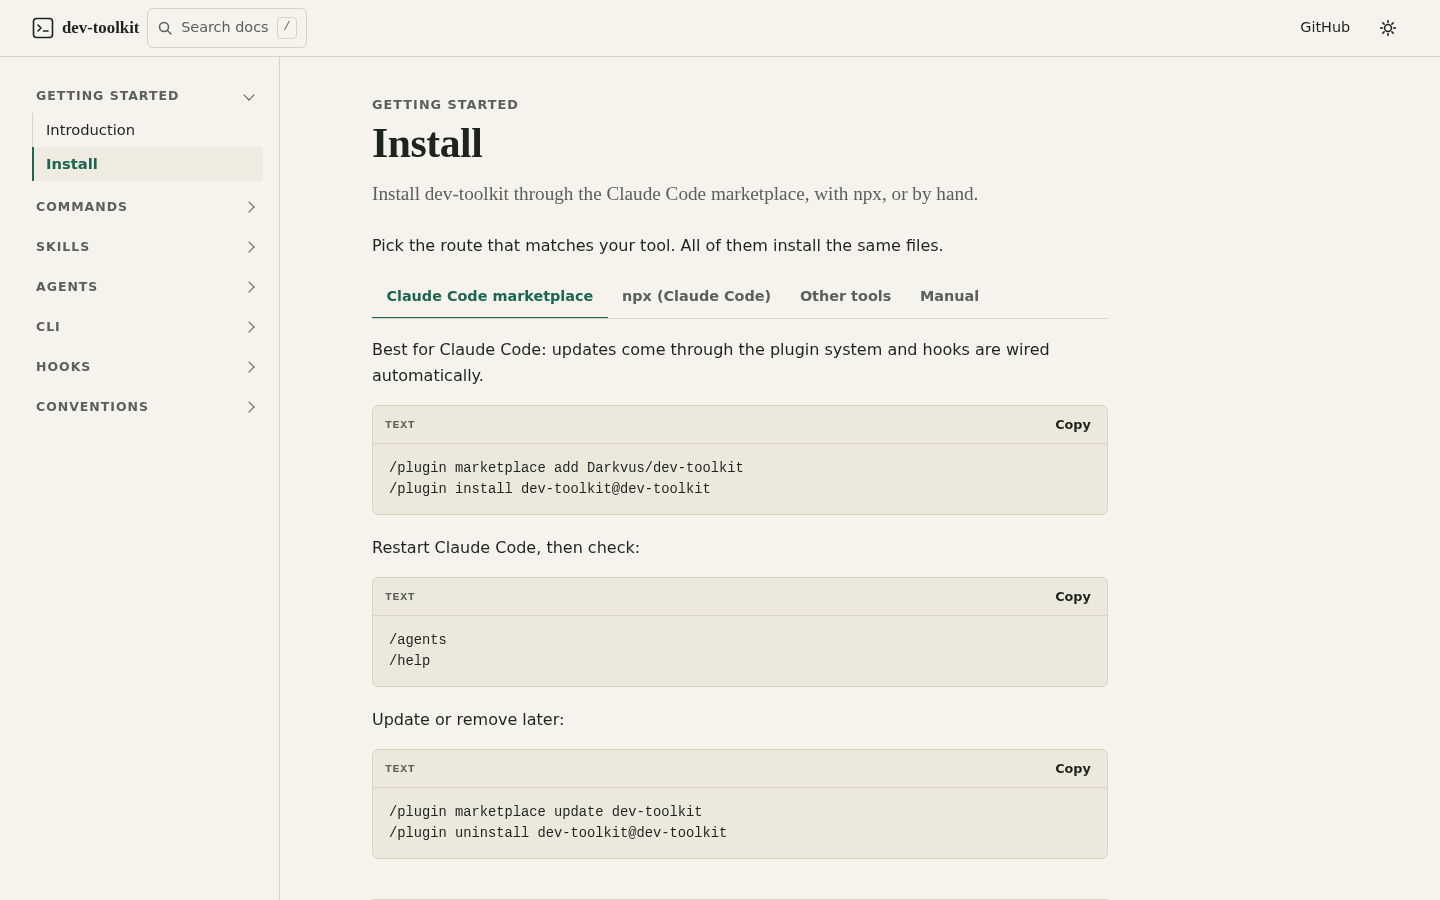 dev-toolkit
Search docs
/
GitHub
GETTING STARTED
Introduction
Install
COMMANDS
SKILLS
AGENTS
CLI
HOOKS
CONVENTIONS
GETTING STARTED
Install
Install dev-toolkit through the Claude Code marketplace, with npx, or by hand.
Pick the route that matches your tool. All of them install the same files.
Claude Code marketplace
npx (Claude Code)
Other tools
Manual
Best for Claude Code: updates come through the plugin system and hooks are wired
automatically.
TEXT
Copy
/plugin marketplace add Darkvus/dev-toolkit
/plugin install dev-toolkit@dev-toolkit
Restart Claude Code, then check:
TEXT
Copy
/agents
/help
Update or remove later:
TEXT
Copy
/plugin marketplace update dev-toolkit
/plugin uninstall dev-toolkit@dev-toolkit